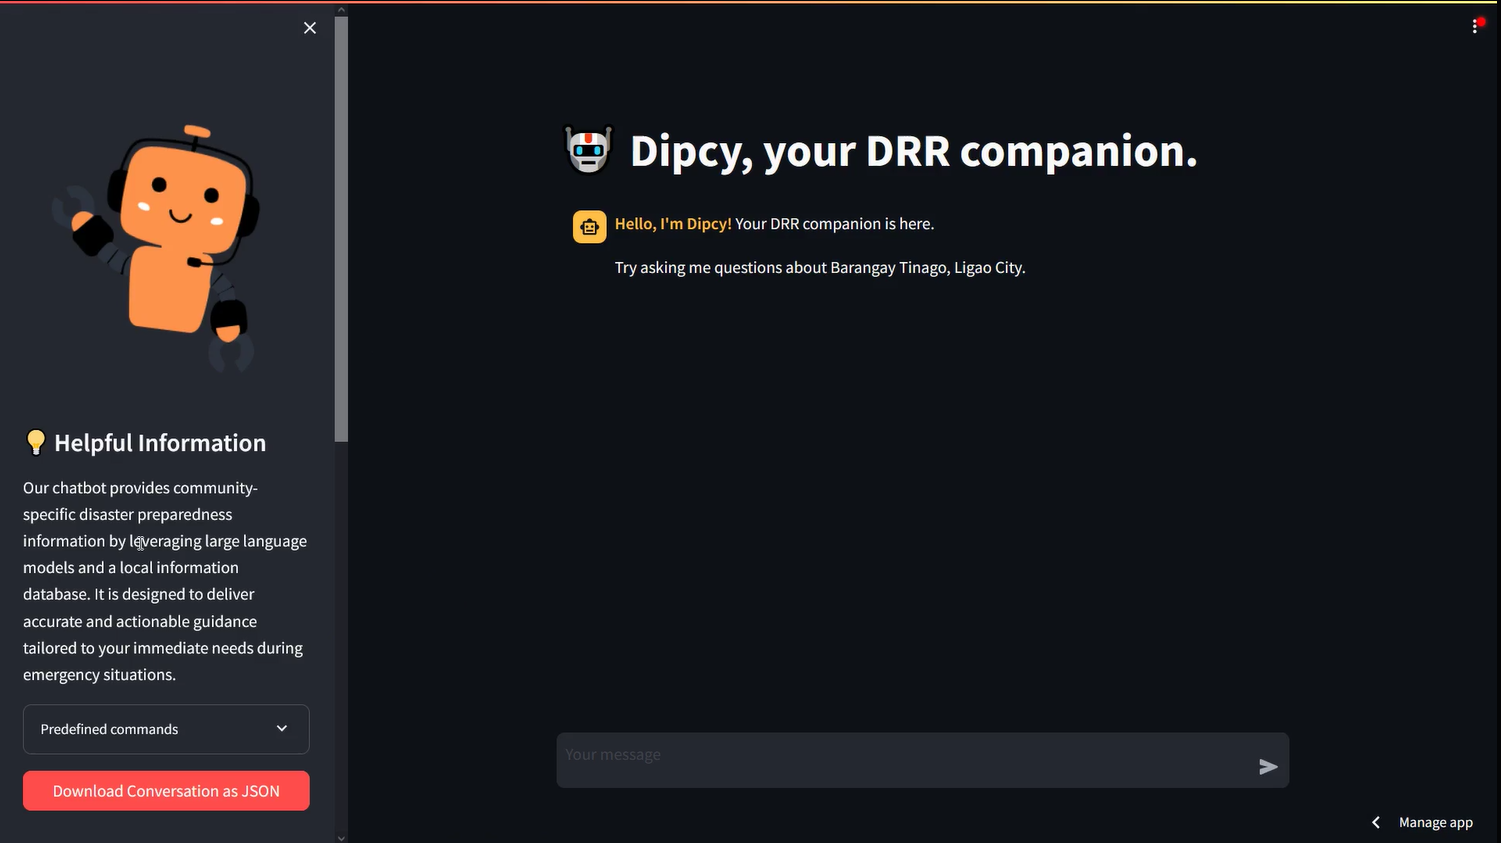 Dipcy, your DRR companion.
Hello, I'm Dipcy! Your DRR companion is here.
Try asking me questions about Barangay Tinago, Ligao City.
Helpful Information
Our chatbot provides community-
specific disaster preparedness
information by leveraging large language
models and a local information
database. It is designed to deliver
accurate and actionable guidance
tailored to your immediate needs during
emergency situations.
Predefined commands
Download Conversation as JSON
Your message
Manage app